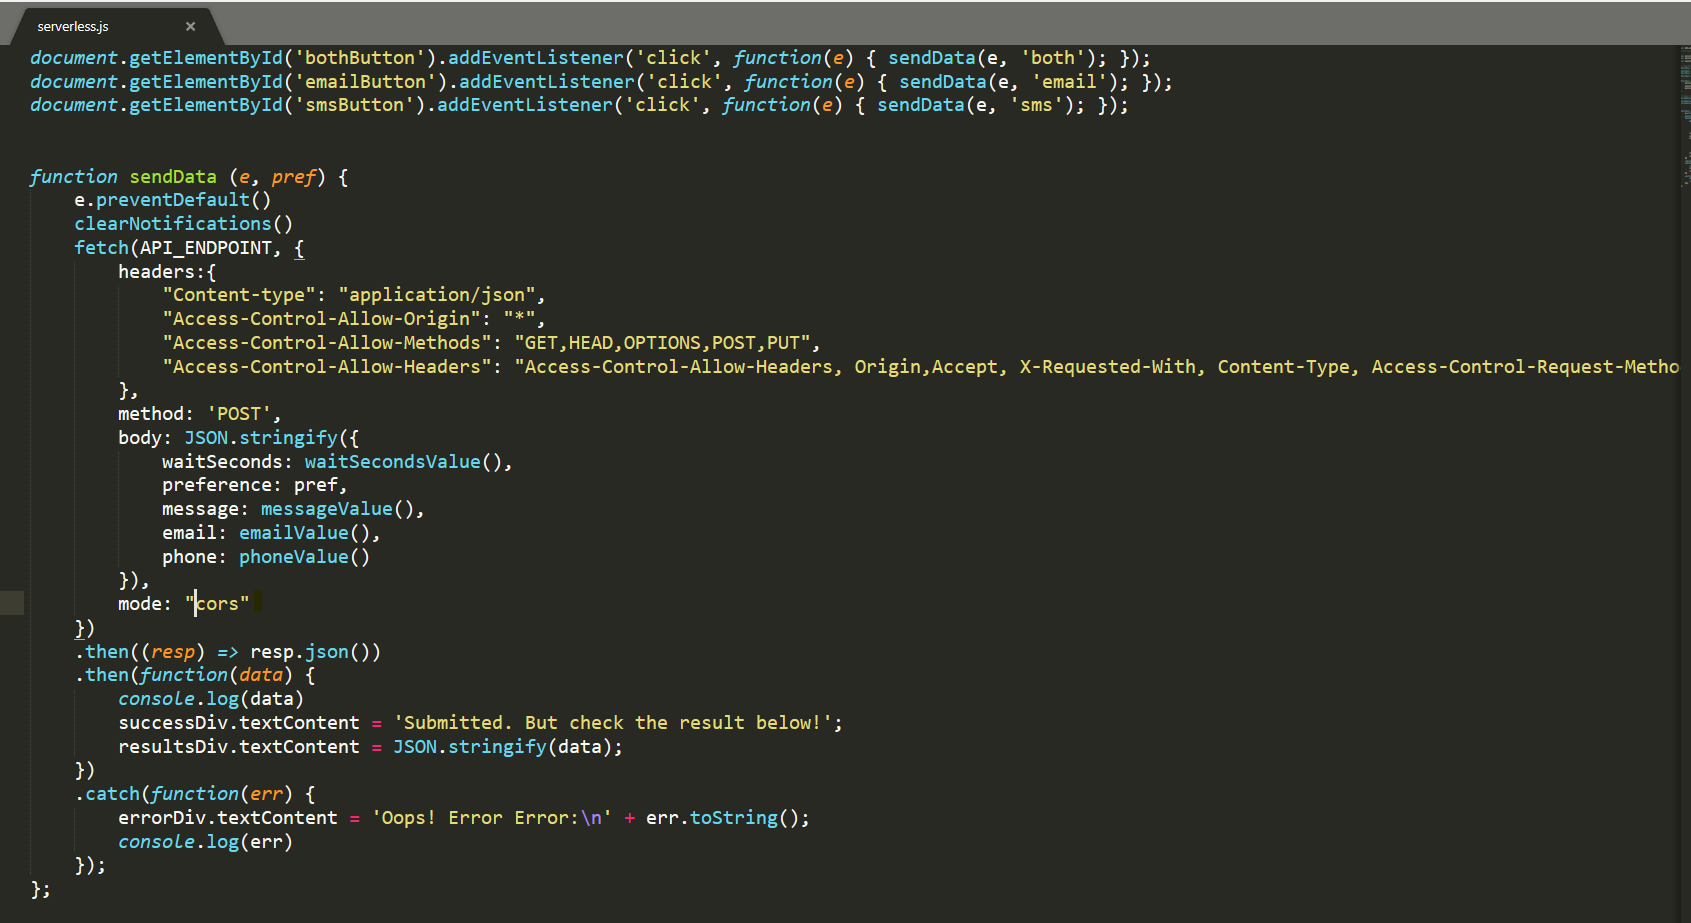 serverless.js ×
document.getElementById('bothButton').addEventListener('click', function(e) { sendData(e, 'both'); });
document.getElementById('emailButton').addEventListener('click', function(e) { sendData(e, 'email'); });
document.getElementById('smsButton').addEventListener('click', function(e) { sendData(e, 'sms'); });
function sendData (e, pref) {
    e.preventDefault()
    clearNotifications()
    fetch(API_ENDPOINT, {
        headers:{
            "Content-type": "application/json",
            "Access-Control-Allow-Origin": "*",
            "Access-Control-Allow-Methods": "GET,HEAD,OPTIONS,POST,PUT",
            "Access-Control-Allow-Headers": "Access-Control-Allow-Headers, Origin,Accept, X-Requested-With, Content-Type, Access-Control-Request-Metho
        },
        method: 'POST',
        body: JSON.stringify({
            waitSeconds: waitSecondsValue(),
            preference: pref,
            message: messageValue(),
            email: emailValue(),
            phone: phoneValue()
        }),
        mode: "cors"
    })
    .then((resp) => resp.json())
    .then(function(data) {
        console.log(data)
        successDiv.textContent = 'Submitted. But check the result below!';
        resultsDiv.textContent = JSON.stringify(data);
    })
    .catch(function(err) {
        errorDiv.textContent = 'Oops! Error Error:\n' + err.toString();
        console.log(err)
    });
};